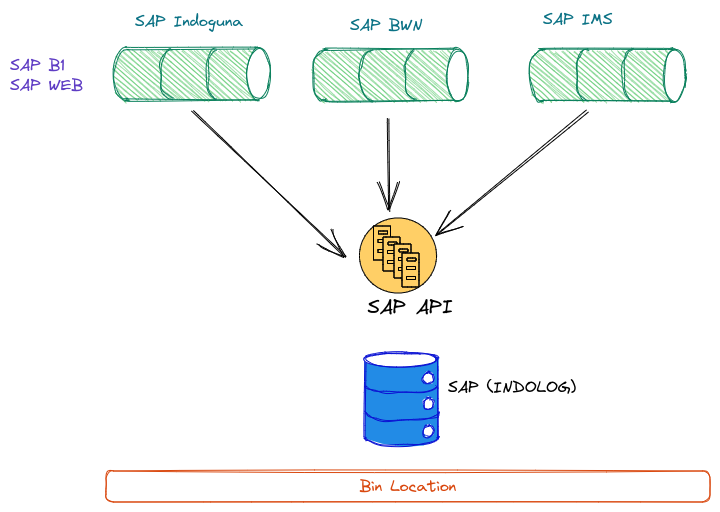 SAP Indoguna
SAP BWN
SAP IMS
SAP B1
SAP WEB
SAP API
SAP (INDOLOG)
Bin Location